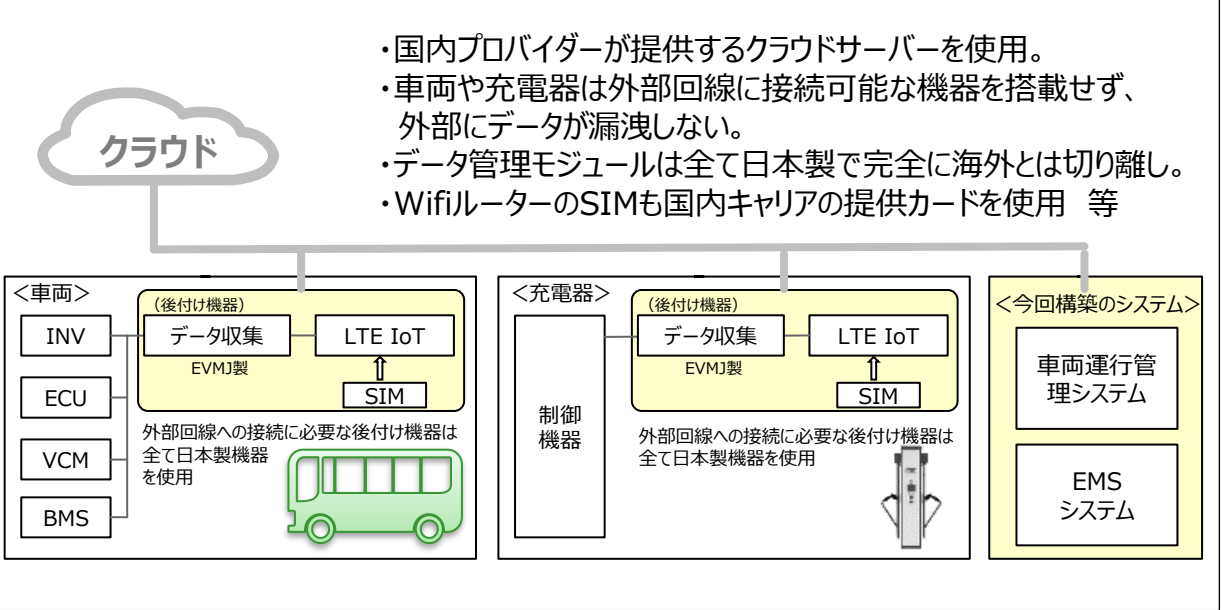 ・国内プロバイダーが提供するクラウドサーバーを使用。
・車両や充電器は外部回線に接続可能な機器を搭載せず、
外部にデータが漏洩しない。
・データ管理モジュールは全て日本製で完全に海外とは切り離し。
・WifiルーターのSIMも国内キャリアの提供カードを使用　等
クラウド
＜車両＞
INV
ECU
VCM
BMS
（後付け機器）
データ収集
EVMJ製
LTE IoT
SIM
外部回線への接続に必要な後付け機器は
全て日本製機器
を使用
＜充電器＞
制御
機器
（後付け機器）
データ収集
EVMJ製
LTE IoT
SIM
外部回線への接続に必要な後付け機器は
全て日本製機器を使用
＜今回構築のシステム＞
車両運行管
理システム
EMS
システム